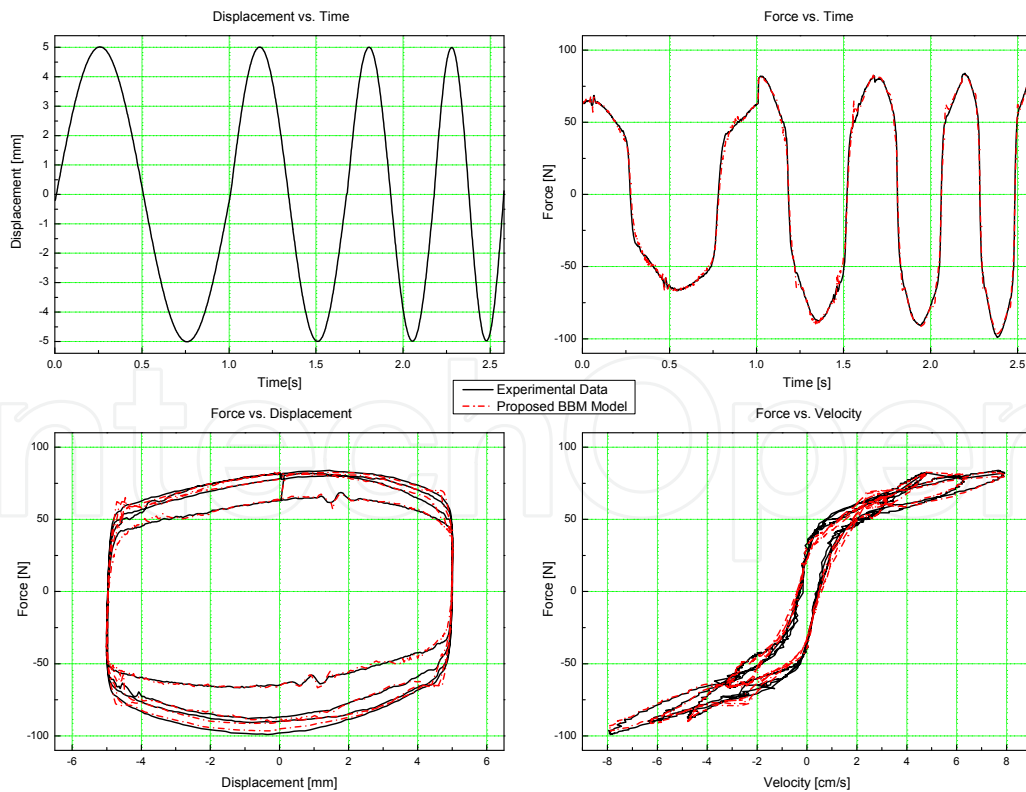 Displacement vs. Time
Force vs. Time
5
4
3
2
1
0
-1
-2
-3
-4
-5
Displacement [mm]
0.0 0.5 1.0 1.5 2.0 2.5
Time[s]
100
50
0
-50
-100
Force [N]
0.0 0.5 1.0 1.5 2.0 2.5
Time [s]
Experimental Data
Proposed BBM Model
Force vs. Displacement
Force vs. Velocity
100
50
0
-50
-100
Force [N]
-6 -4 -2 0 2 4 6
Displacement [mm]
100
50
0
-50
-100
Force [N]
-8 -6 -4 -2 0 2 4 6 8
Velocity [cm/s]